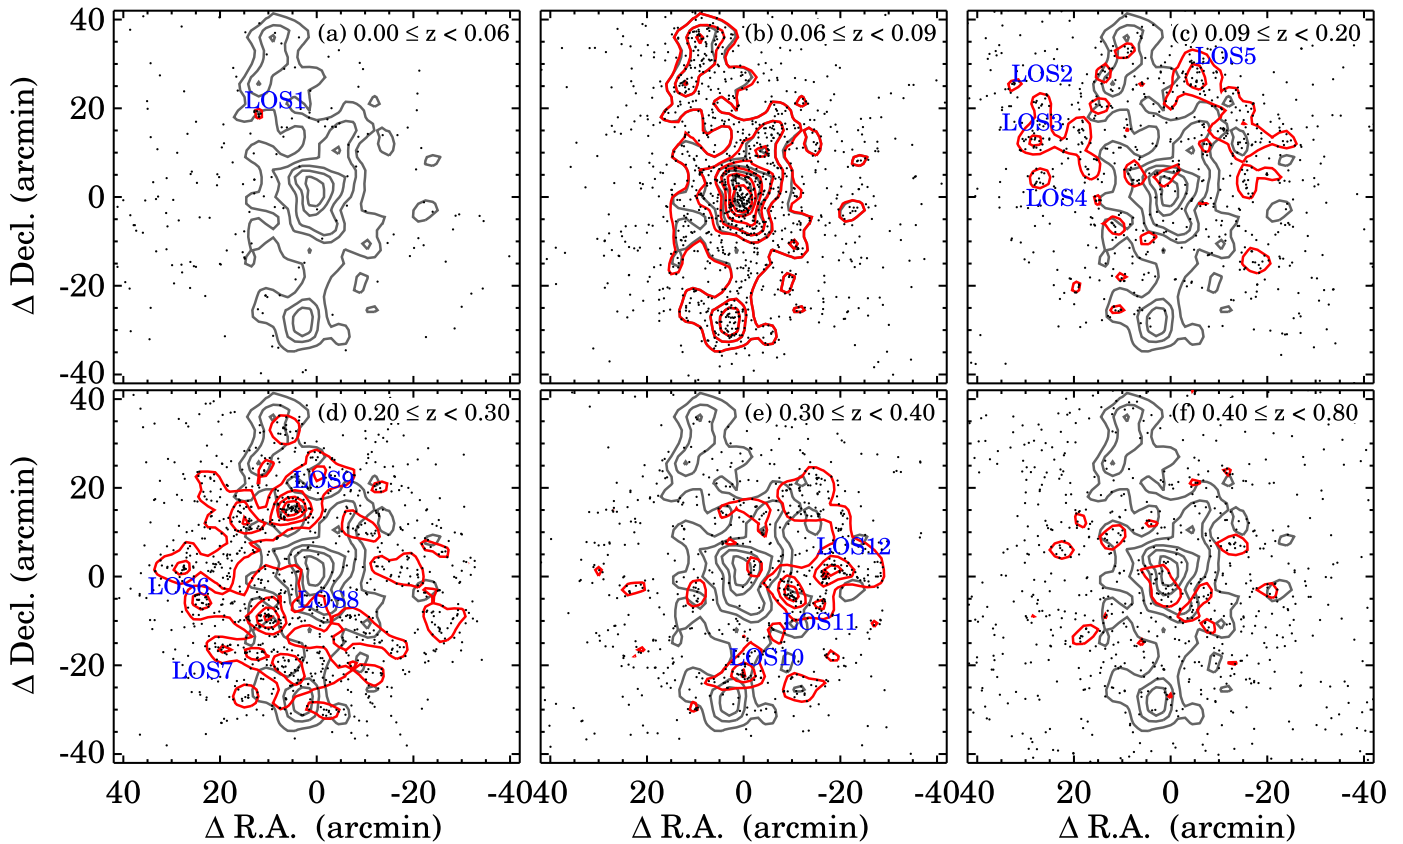 (a) 0.00 ≤ z < 0.06
(b) 0.06 ≤ z < 0.09
(c) 0.09 ≤ z < 0.20
40
20
0
-20
-40
Δ Decl. (arcmin)
LOS1
LOS2
LOS3
LOS4
LOS5
(d) 0.20 ≤ z < 0.30
(e) 0.30 ≤ z < 0.40
(f) 0.40 ≤ z < 0.80
40
20
0
-20
-40
Δ Decl. (arcmin)
LOS9
LOS6
LOS8
LOS7
LOS12
LOS11
LOS10
40 20 0 -20 -40
40 20 0 -20 -40
40 20 0 -20 -40
Δ R.A. (arcmin)
Δ R.A. (arcmin)
Δ R.A. (arcmin)